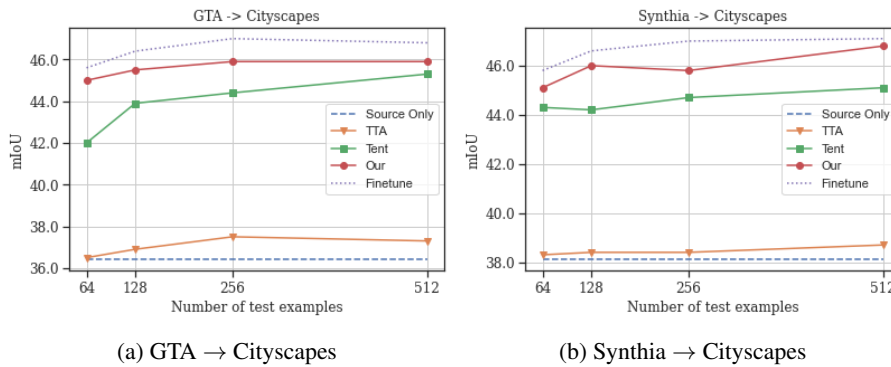 GTA -> Cityscapes
46.0
44.0
42.0
40.0
38.0
36.0
mIoU
64
128
256
512
Number of test examples
Source Only
TTA
Tent
Our
Finetune
(a) GTA → Cityscapes
Synthia -> Cityscapes
46.0
44.0
42.0
40.0
38.0
mIoU
64
128
256
512
Number of test examples
Source Only
TTA
Tent
Our
Finetune
(b) Synthia → Cityscapes